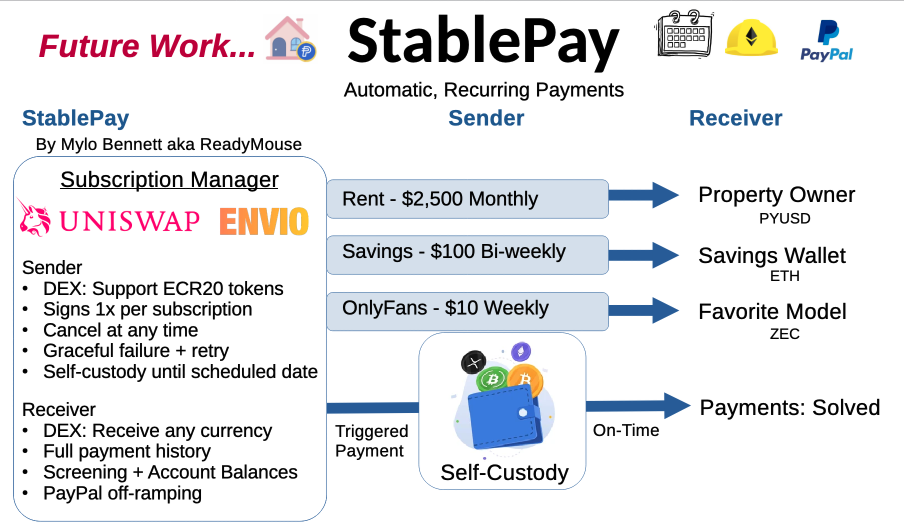 Future Work...
StablePay
PayPal
Automatic, Recurring Payments
StablePay
Sender
Receiver
By Mylo Bennett aka ReadyMouse
Subscription Manager
UNISWAP
ENVIO
Sender
• DEX: Support ECR20 tokens
• Signs 1x per subscription
• Cancel at any time
• Graceful failure + retry
• Self-custody until scheduled date
Receiver
• DEX: Receive any currency
• Full payment history
• Screening + Account Balances
• PayPal off-ramping
Rent - $2,500 Monthly
Property Owner
PYUSD
Savings - $100 Bi-weekly
Savings Wallet
ETH
OnlyFans - $10 Weekly
Favorite Model
ZEC
Triggered
Payment
Self-Custody
On-Time
Payments: Solved